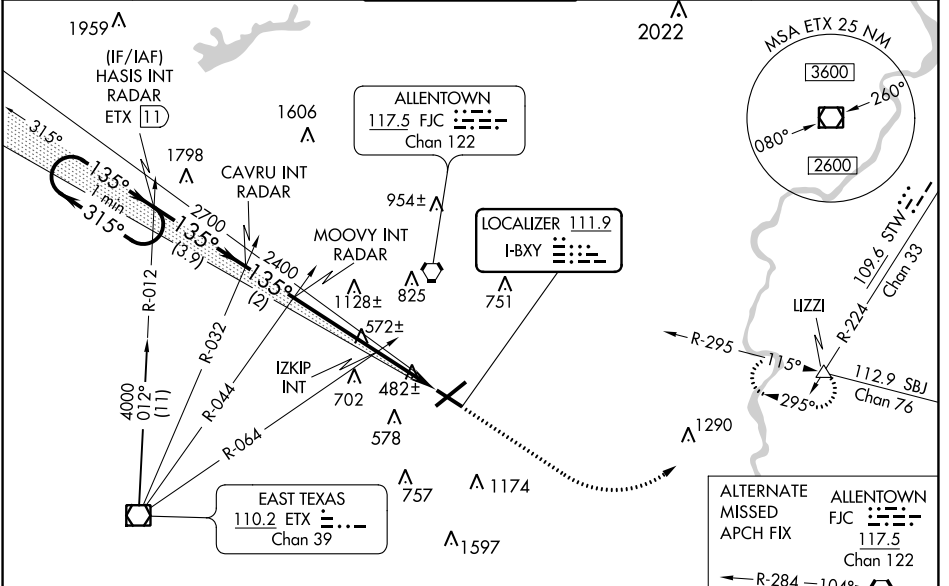 1959
2022
MSA ETX 25 NM
3600
260°
080°
2600
(IF/IAF)
HASIS INT
RADAR
ETX 11
1606
ALLENTOWN
117.5 FJC
Chan 122
315°
1798
CAVRU INT
RADAR
135°
1 min
315°
954±
2700
135°
(3.9)
MOOVY INT
RADAR
LOCALIZER 111.9
I-BXY
109.6 STW
Chan 33
2400
135°
(2)
825
751
1128±
LIZZI
R-224
R-012
R-032
572±
R-295
115°
112.9 SBJ
Chan 76
295°
IZKIP
INT
702
482±
4000
012°
(11)
R-044
578
1290
R-064
757
1174
EAST TEXAS
110.2 ETX
Chan 39
1597
ALTERNATE
MISSED
APCH FIX
ALLENTOWN
FJC
117.5
Chan 122
R-284
104°